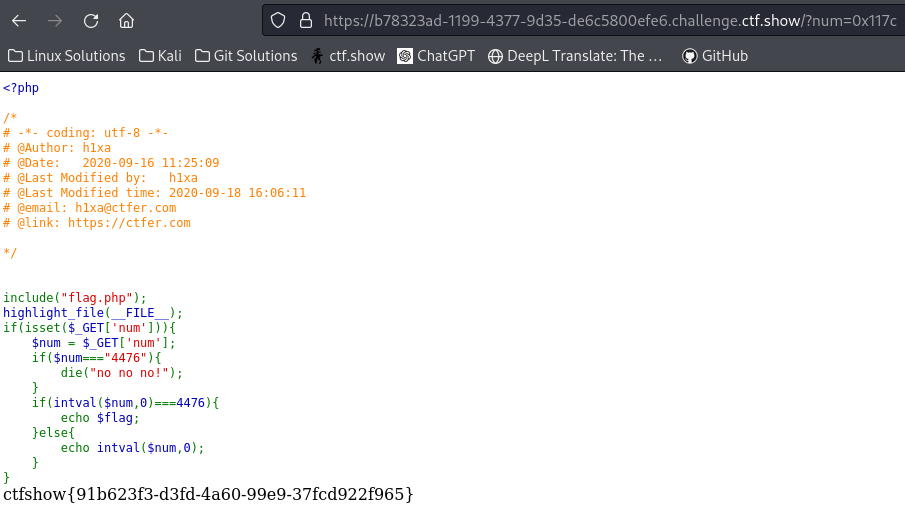 https://b78323ad-1199-4377-9d35-de6c5800efe6.challenge.ctf.show/?num=0x117c
Linux Solutions Kali Git Solutions ctf.show ChatGPT DeepL Translate: The ... GitHub
<?php
/*
# -*- coding: utf-8 -*-
# @Author: h1xa
# @Date:   2020-09-16 11:25:09
# @Last Modified by:   h1xa
# @Last Modified time: 2020-09-18 16:06:11
# @email: h1xa@ctfer.com
# @link: https://ctfer.com
*/
include("flag.php");
highlight_file(__FILE__);
if(isset($_GET['num'])){
    $num = $_GET['num'];
    if($num==="4476"){
        die("no no no!");
    }
    if(intval($num,0)===4476){
        echo $flag;
    }else{
        echo intval($num,0);
    }
}
ctfshow{91b623f3-d3fd-4a60-99e9-37fcd922f965}